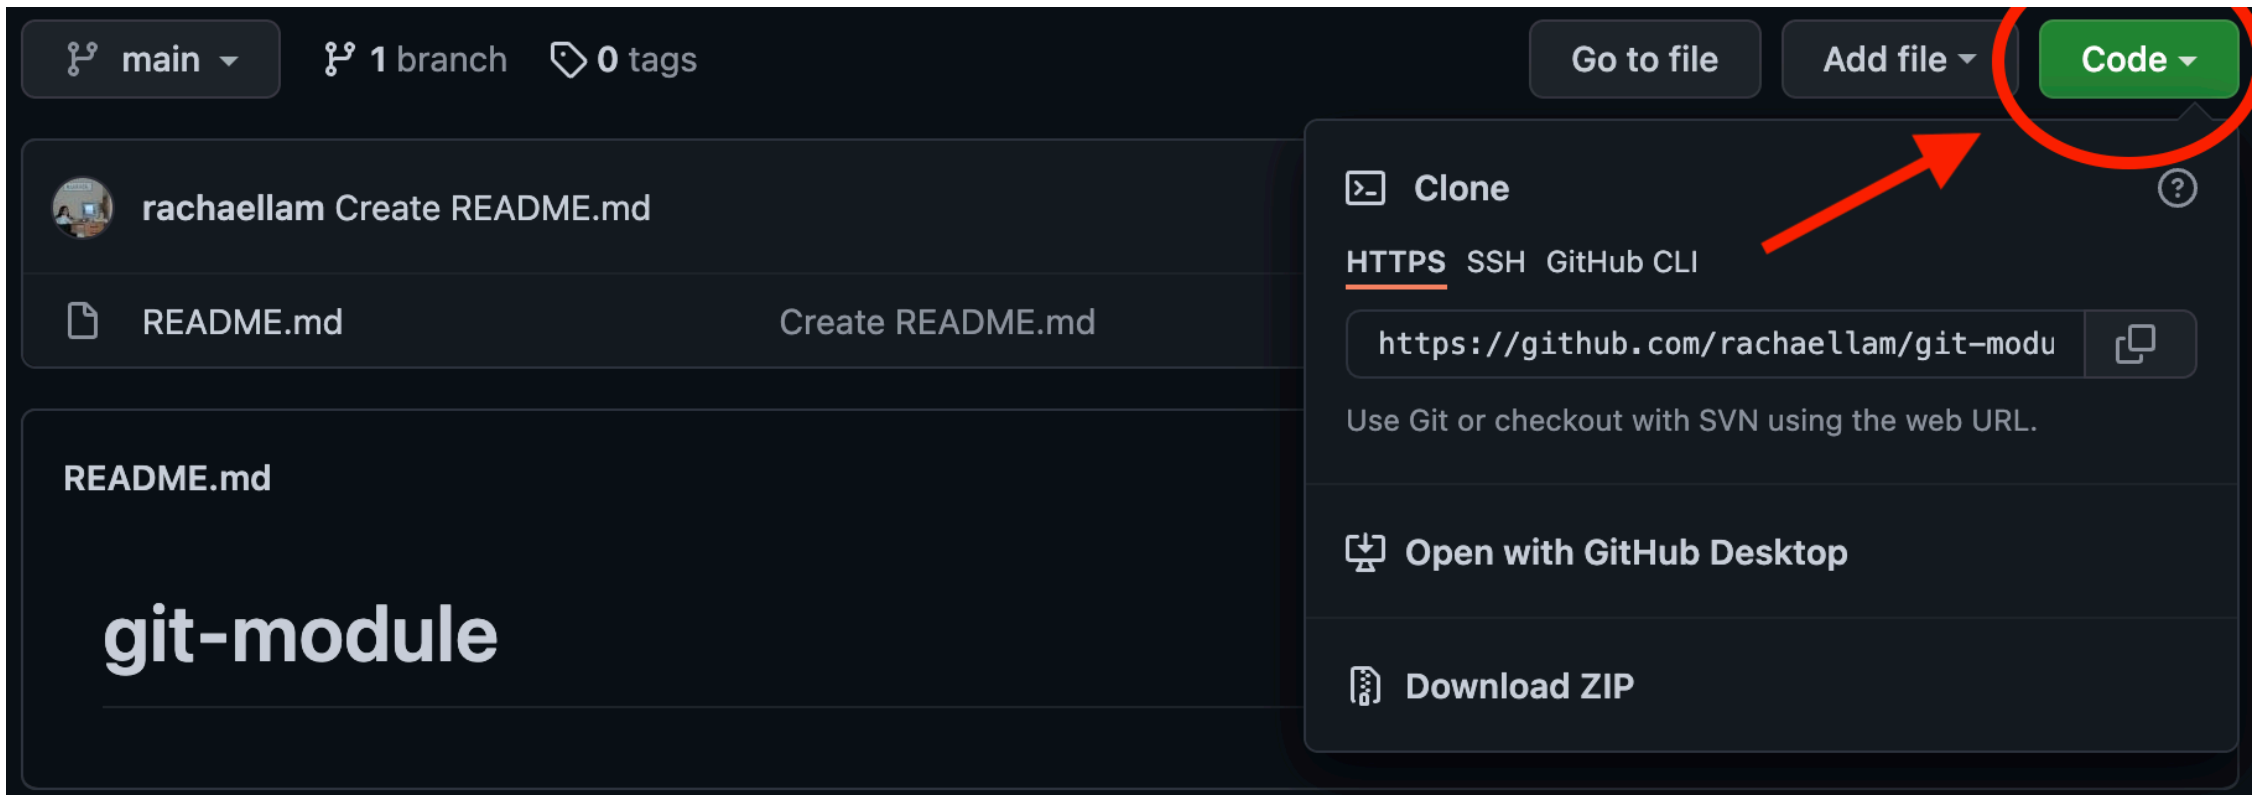 main 1 branch 0 tags Go to file Add file Code
rachaellam Create README.md
README.md Create README.md
README.md
git-module
Clone
HTTPS SSH GitHub CLI
https://github.com/rachaellam/git-modu
Use Git or checkout with SVN using the web URL.
Open with GitHub Desktop
Download ZIP